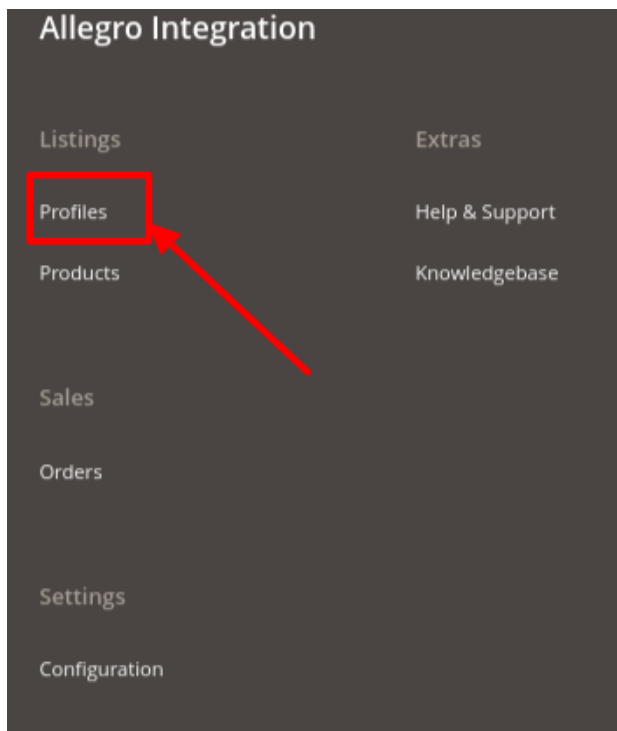 Allegro Integration
Listings
Profiles
Products
Sales
Orders
Settings
Configuration
Extras
Help & Support
Knowledgebase